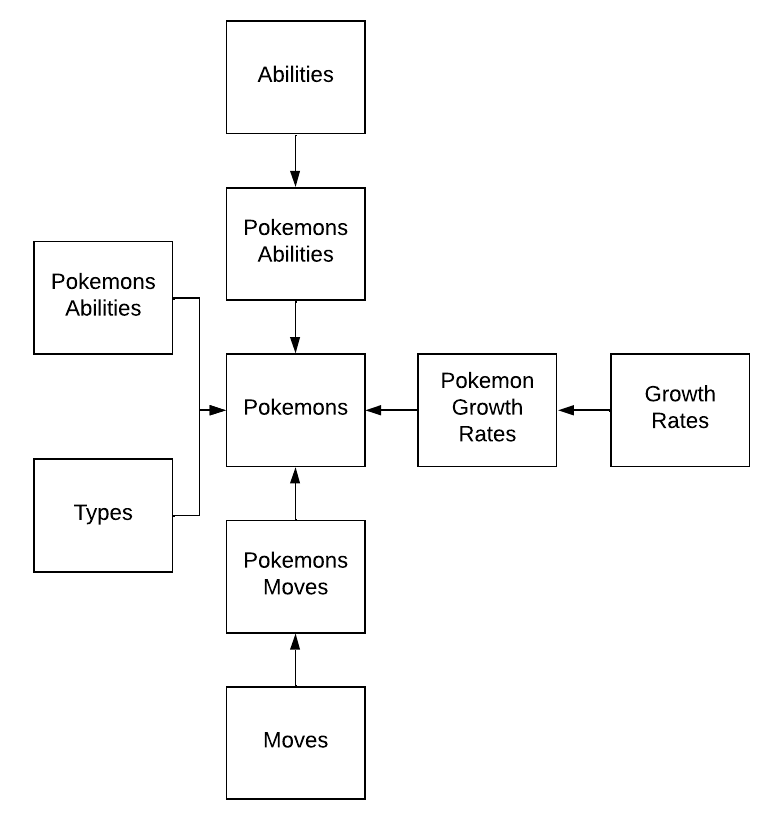 Abilities
Pokemons
Abilities
Pokemons
Abilities
Pokemons
Pokemon
Growth
Rates
Growth
Rates
Types
Pokemons
Moves
Moves